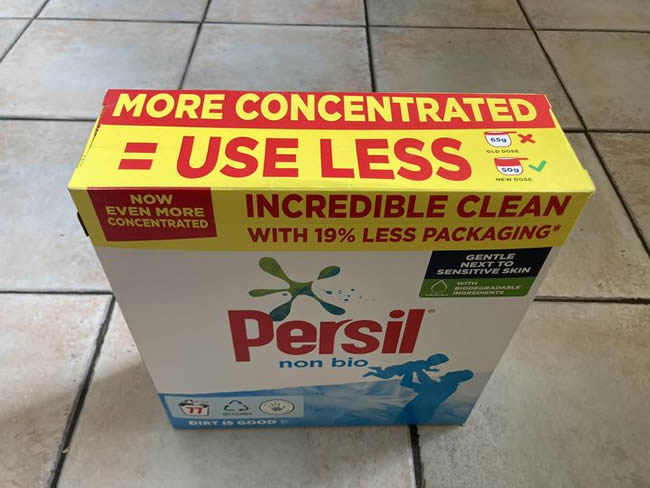 MORE CONCENTRATED
= USE LESS
65g
OLD DOSE
50g
NEW DOSE
NOW
EVEN MORE
CONCENTRATED
INCREDIBLE CLEAN
WITH 19% LESS PACKAGING*
GENTLE
NEXT TO
SENSITIVE SKIN
WITH
BIODEGRADABLE
INGREDIENTS
Persil®
non bio
77
RECYCLABLE
DIRT IS GOOD